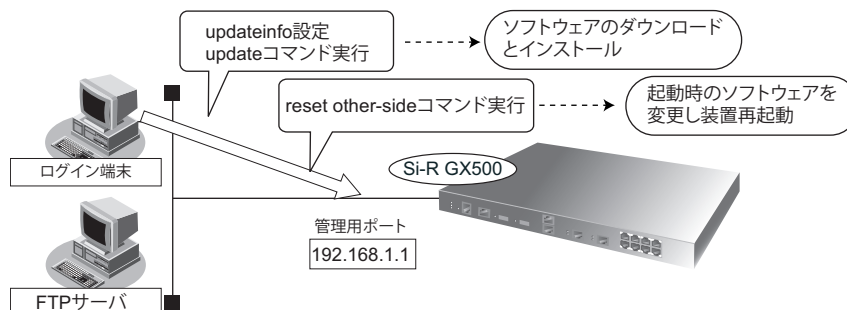 updateinfo設定
updateコマンド実行
ソフトウェアのダウンロード
とインストール
reset other-sideコマンド実行
起動時のソフトウェアを
変更し装置再起動
ログイン端末
Si-R GX500
管理用ポート
192.168.1.1
FTPサーバ